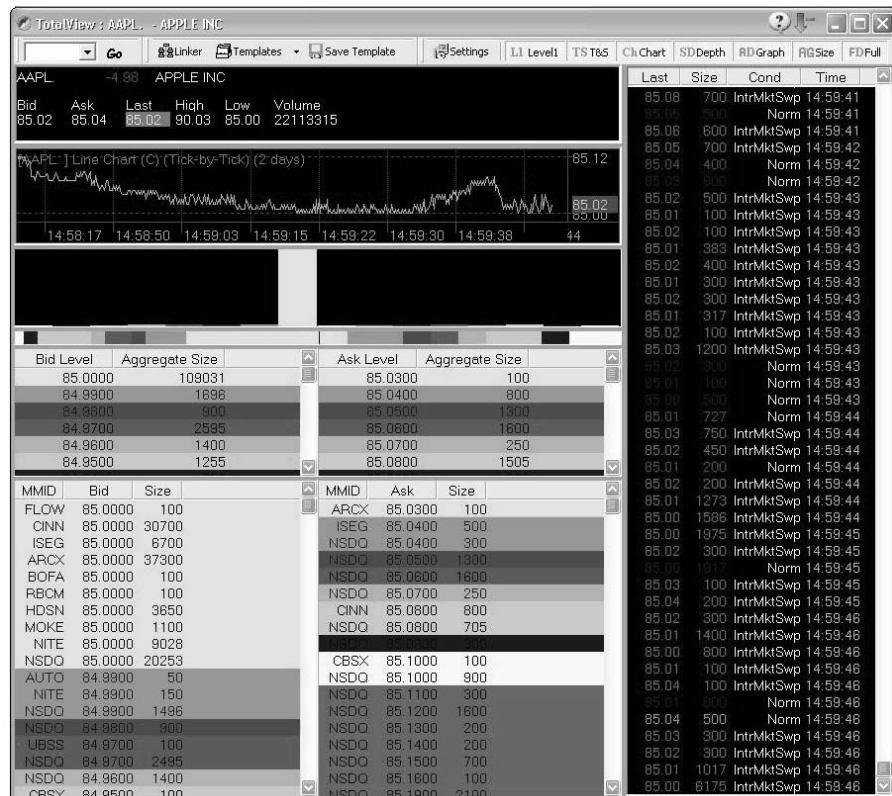 TotalView : AAPL. - APPLE INC
Go Linker Templates Save Template Settings L1 Level1 TS T&S Ch Chart SD Depth AD Graph AG Size FD Full
AAPL. -4.98 APPLE INC
Bid Ask Last High Low Volume
85.02 85.04 85.02 90.03 85.00 22113315
[AAPL. ] Line Chart (C) (Tick-by-Tick) (2 days)
85.12
85.02
85.00
14:58:17 14:58:50 14:59:03 14:59:15 14:59:22 14:59:30 14:59:38 44
Bid Level Aggregate Size
85.0000 109031
84.9900 1696
84.9800 900
84.9700 2595
84.9600 1400
84.9500 1255
Ask Level Aggregate Size
85.0300 100
85.0400 800
85.0500 1300
85.0600 1600
85.0700 250
85.0800 1505
MMID Bid Size
FLOW 85.0000 100
CINN 85.0000 30700
ISEG 85.0000 6700
ARCX 85.0000 37300
BOFA 85.0000 100
RBCM 85.0000 100
HDSN 85.0000 3650
MOKE 85.0000 1100
NITE 85.0000 9028
NSDQ 85.0000 20253
AUTO 84.9900 50
NITE 84.9900 150
NSDQ 84.9900 1496
NSDQ 84.9800 900
UBSS 84.9700 100
NSDQ 84.9700 2495
NSDQ 84.9600 1400
CBSX 84.9500 100
MMID Ask Size
ARCX 85.0300 100
ISEG 85.0400 500
NSDQ 85.0400 300
NSDQ 85.0500 1300
NSDQ 85.0600 1600
NSDQ 85.0700 250
CINN 85.0800 800
NSDQ 85.0800 705
CBSX 85.1000 100
NSDQ 85.1000 900
NSDQ 85.1100 300
NSDQ 85.1200 1600
NSDQ 85.1300 200
NSDQ 85.1400 200
NSDQ 85.1500 700
NSDQ 85.1600 100
NSDQ 85.1900 2100
Last Size Cond Time
85.08 700 IntrMktSwp 14:59:41
Norm 14:59:41
85.06 600 IntrMktSwp 14:59:41
85.05 700 IntrMktSwp 14:59:42
85.04 400 Norm 14:59:42
Norm 14:59:42
85.02 500 IntrMktSwp 14:59:43
85.01 100 IntrMktSwp 14:59:43
85.02 100 IntrMktSwp 14:59:43
85.01 383 IntrMktSwp 14:59:43
85.02 400 IntrMktSwp 14:59:43
85.01 300 IntrMktSwp 14:59:43
85.02 300 IntrMktSwp 14:59:43
85.01 317 IntrMktSwp 14:59:43
85.02 100 IntrMktSwp 14:59:43
85.03 1200 IntrMktSwp 14:59:43
Norm 14:59:43
Norm 14:59:43
Norm 14:59:43
85.01 727 Norm 14:59:44
85.03 750 IntrMktSwp 14:59:44
85.02 450 IntrMktSwp 14:59:44
85.01 200 Norm 14:59:44
85.02 200 IntrMktSwp 14:59:44
85.01 1273 IntrMktSwp 14:59:44
85.00 1586 IntrMktSwp 14:59:44
85.00 1975 IntrMktSwp 14:59:45
85.02 300 IntrMktSwp 14:59:45
Norm 14:59:45
85.03 100 IntrMktSwp 14:59:45
85.04 200 IntrMktSwp 14:59:45
85.02 300 IntrMktSwp 14:59:46
85.01 1400 IntrMktSwp 14:59:46
85.00 800 IntrMktSwp 14:59:46
85.01 100 IntrMktSwp 14:59:46
85.04 100 IntrMktSwp 14:59:46
Norm 14:59:46
85.04 500 Norm 14:59:46
85.03 300 IntrMktSwp 14:59:46
85.02 300 IntrMktSwp 14:59:46
85.01 1017 IntrMktSwp 14:59:46
85.00 6175 IntrMktSwp 14:59:46